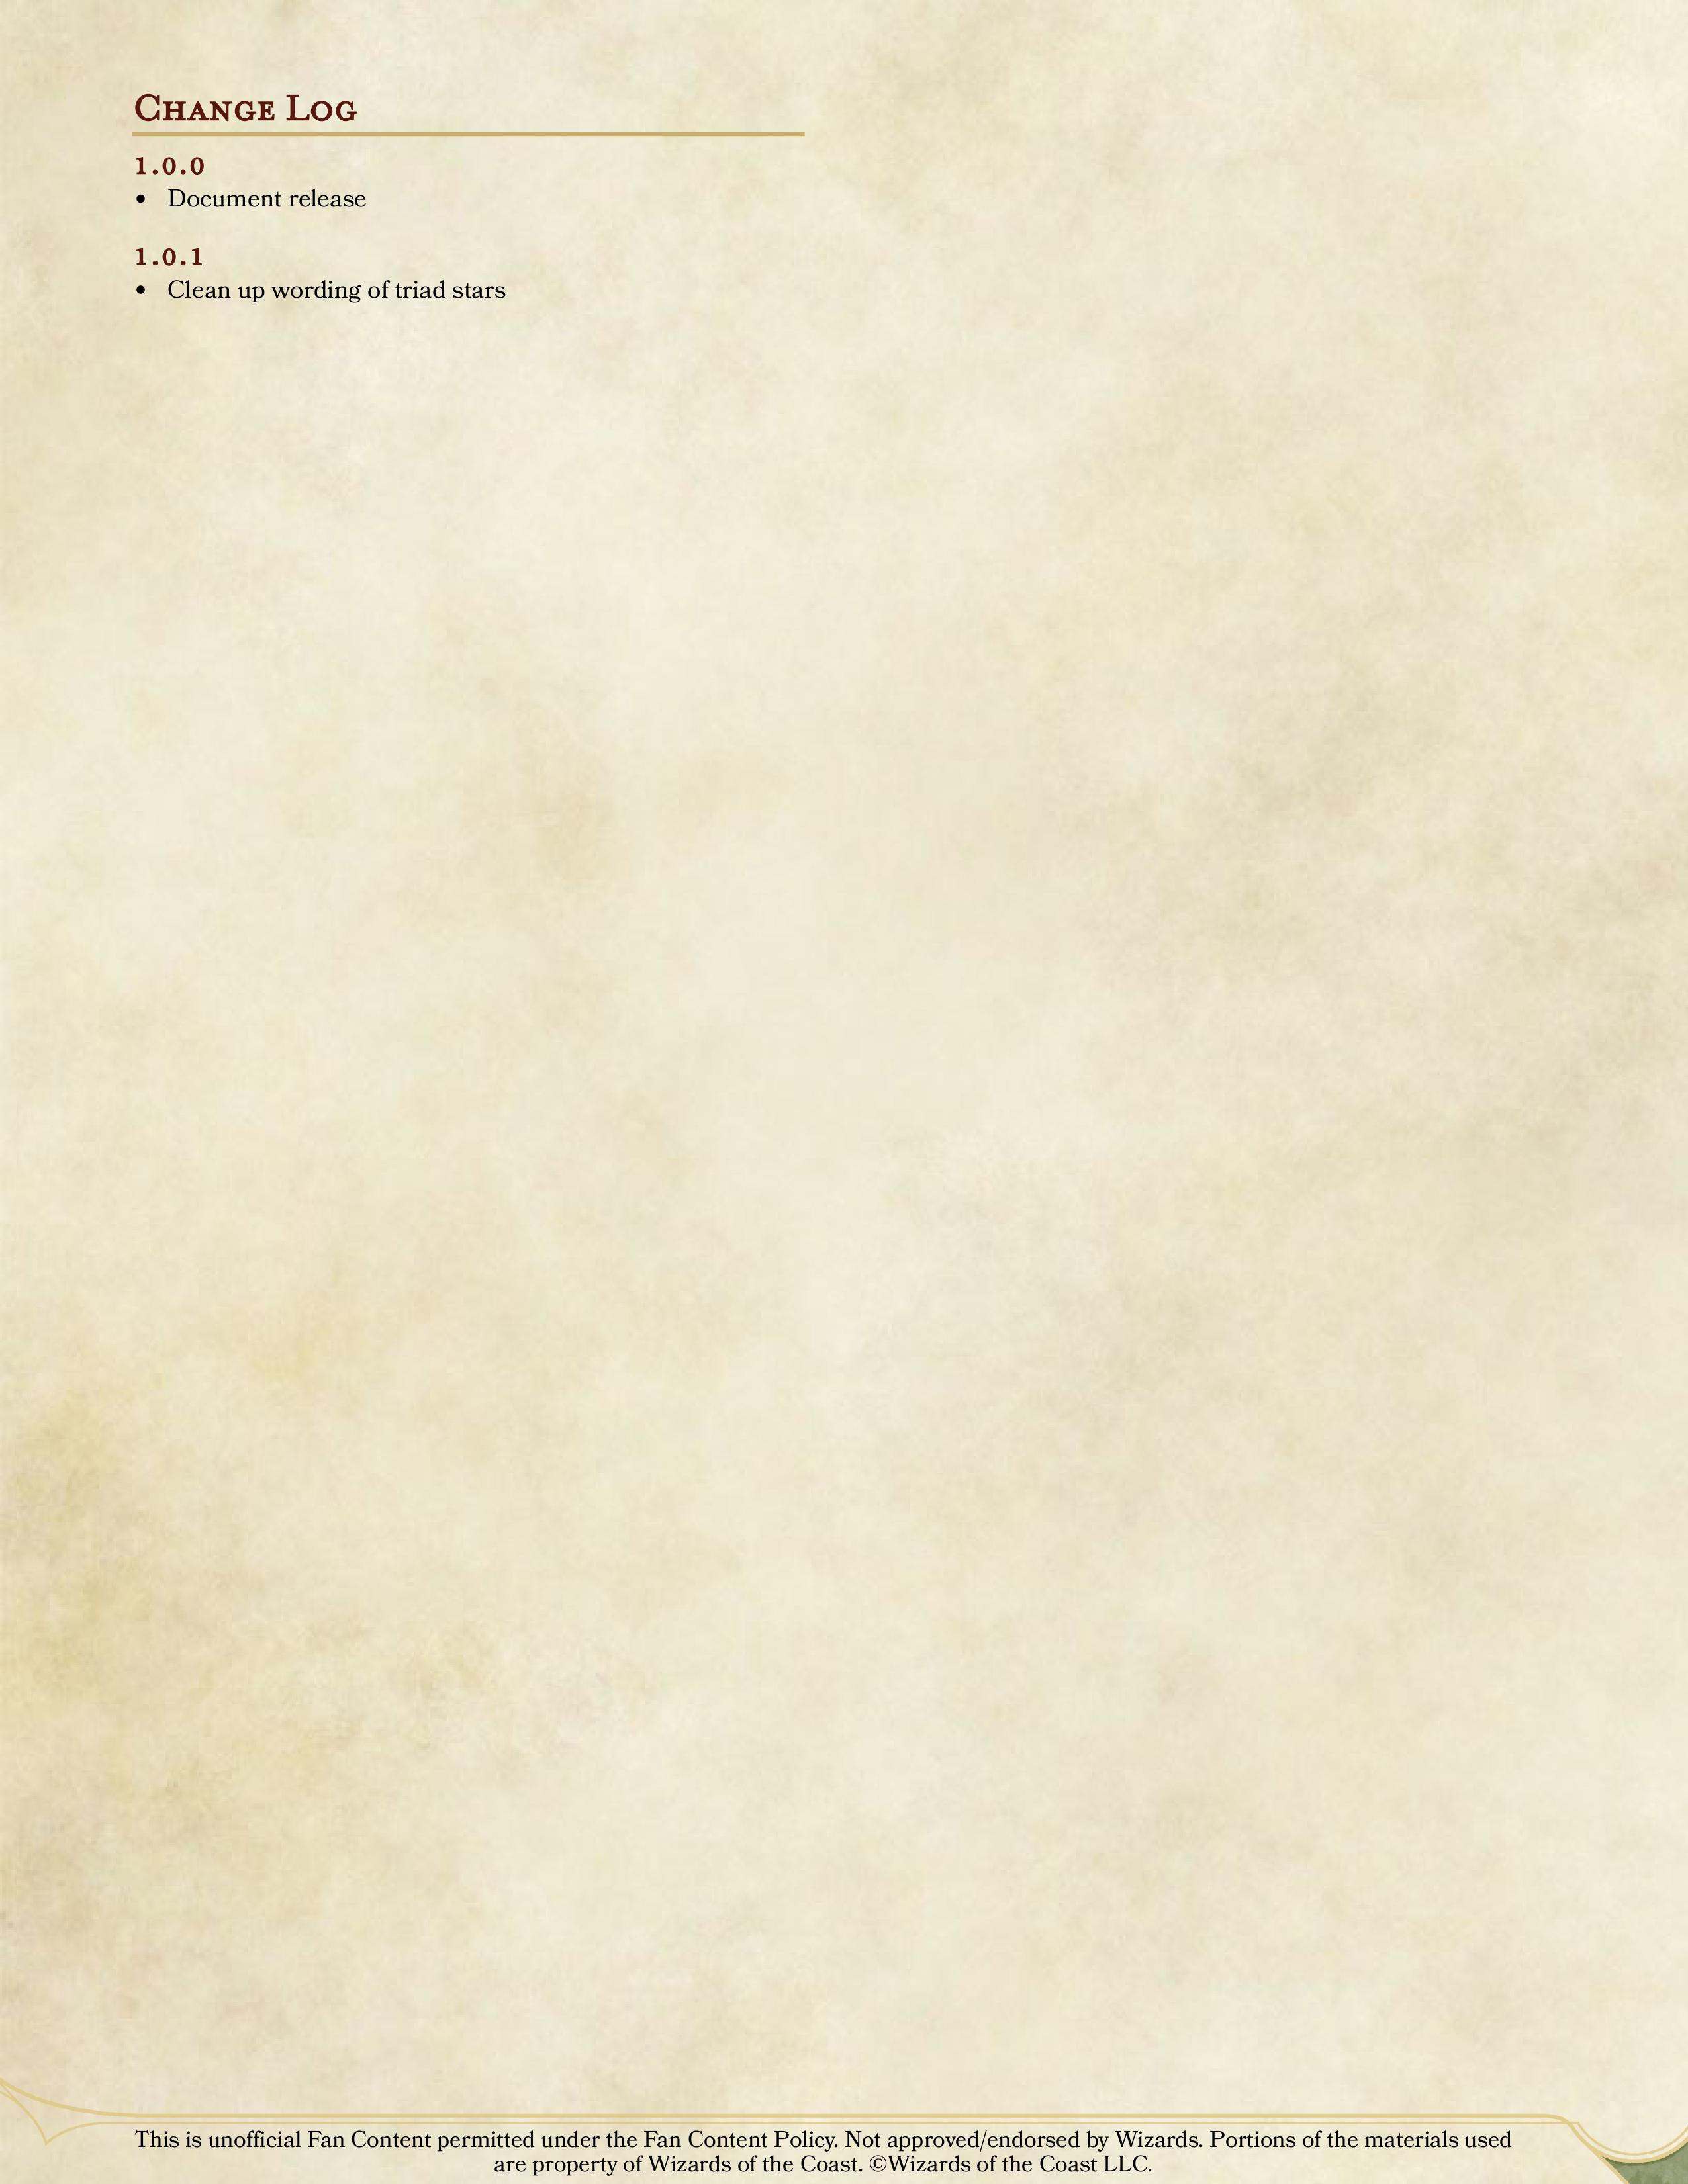 Change Log
1.0.0
• Document release
1.0.1
• Clean up wording of triad stars
This is unofficial Fan Content permitted under the Fan Content Policy. Not approved/endorsed by Wizards. Portions of the materials used
are property of Wizards of the Coast. ©Wizards of the Coast LLC.